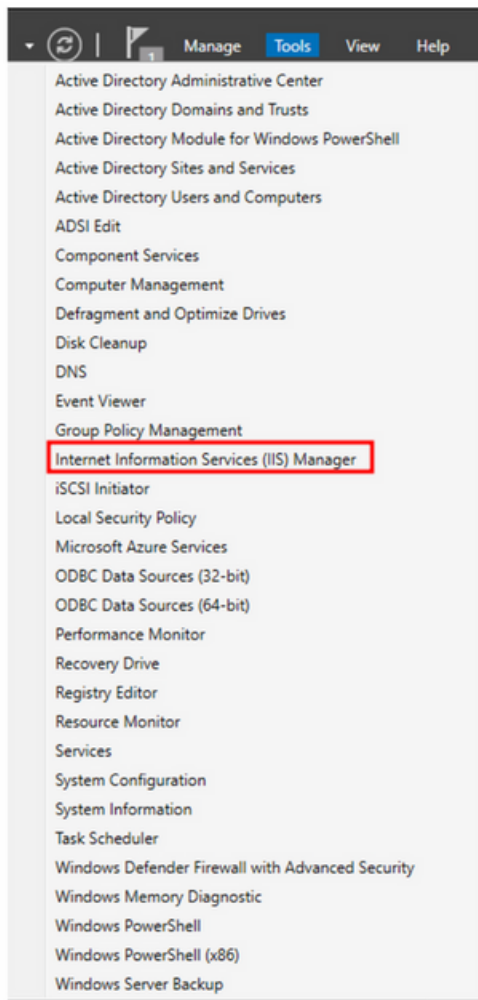 1 Manage Tools View Help
Active Directory Administrative Center
Active Directory Domains and Trusts
Active Directory Module for Windows PowerShell
Active Directory Sites and Services
Active Directory Users and Computers
ADSI Edit
Component Services
Computer Management
Defragment and Optimize Drives
Disk Cleanup
DNS
Event Viewer
Group Policy Management
Internet Information Services (IIS) Manager
iSCSI Initiator
Local Security Policy
Microsoft Azure Services
ODBC Data Sources (32-bit)
ODBC Data Sources (64-bit)
Performance Monitor
Recovery Drive
Registry Editor
Resource Monitor
Services
System Configuration
System Information
Task Scheduler
Windows Defender Firewall with Advanced Security
Windows Memory Diagnostic
Windows PowerShell
Windows PowerShell (x86)
Windows Server Backup